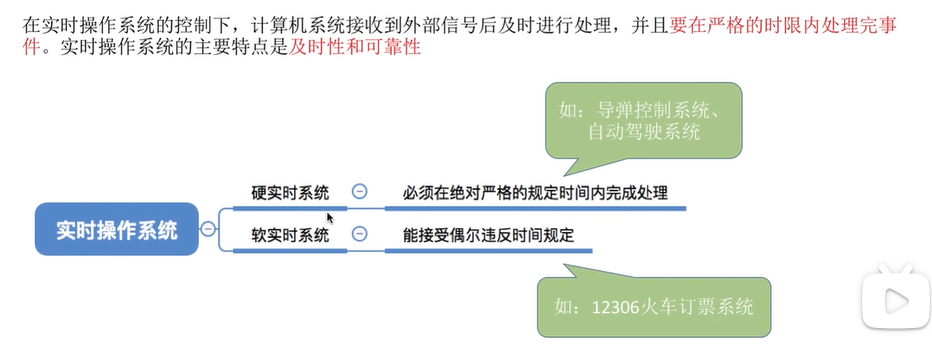 在实时操作系统的控制下，计算机系统接收到外部信号后及时进行处理，并且要在严格的时限内处理完事
件。实时操作系统的主要特点是及时性和可靠性
如：导弹控制系统、
自动驾驶系统
硬实时系统
必须在绝对严格的规定时间内完成处理
实时操作系统
软实时系统
能接受偶尔违反时间规定
如：12306火车订票系统